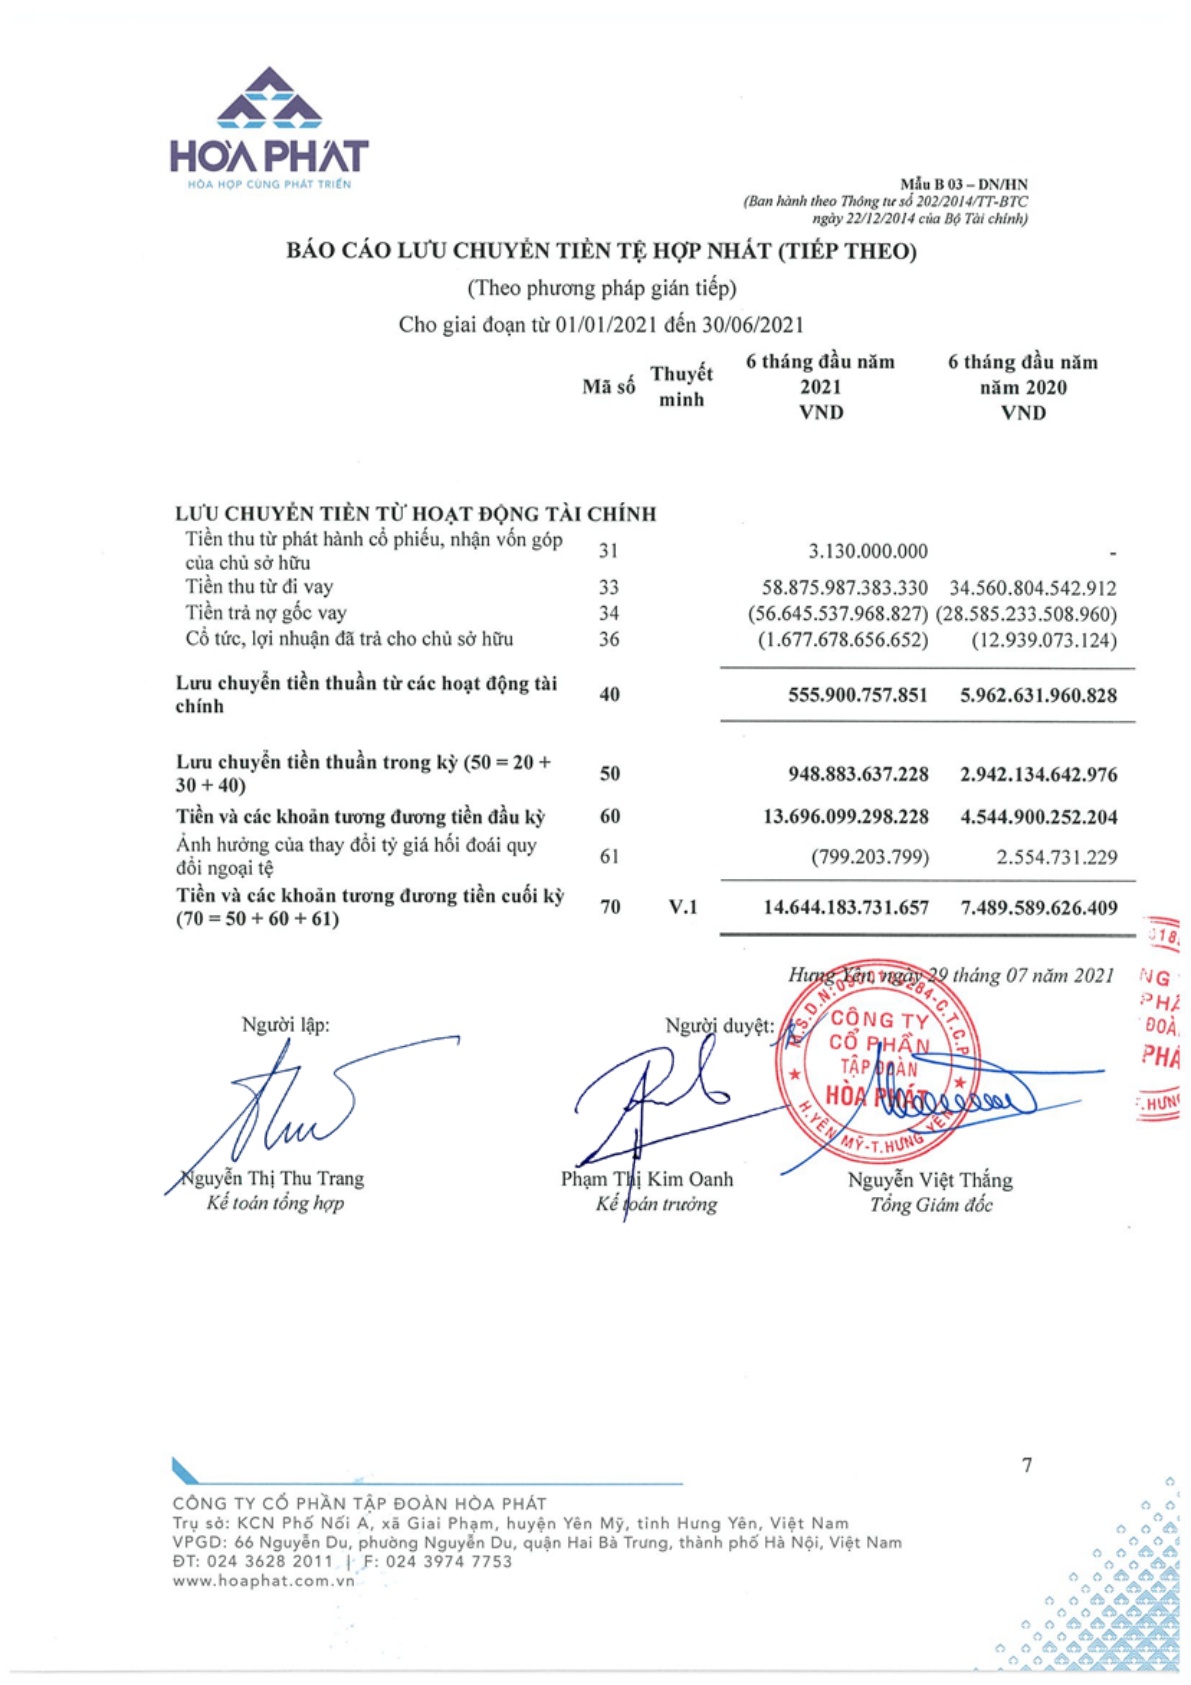 HÒA PHÁT
HÒA HỢP CÙNG PHÁT TRIỂN
Mẫu B 03 – DN/HN
(Ban hành theo Thông tư số 202/2014/TT-BTC
ngày 22/12/2014 của Bộ Tài chính)
BÁO CÁO LƯU CHUYỂN TIỀN TỆ HỢP NHẤT (TIẾP THEO)
(Theo phương pháp gián tiếp)
Cho giai đoạn từ 01/01/2021 đến 30/06/2021
Mã số Thuyết minh 6 tháng đầu năm 2021 VND 6 tháng đầu năm năm 2020 VND
LƯU CHUYỂN TIỀN TỪ HOẠT ĐỘNG TÀI CHÍNH
Tiền thu từ phát hành cổ phiếu, nhận vốn góp
của chủ sở hữu 31 3.130.000.000 -
Tiền thu từ đi vay 33 58.875.987.383.330 34.560.804.542.912
Tiền trả nợ gốc vay 34 (56.645.537.968.827) (28.585.233.508.960)
Cổ tức, lợi nhuận đã trả cho chủ sở hữu 36 (1.677.678.656.652) (12.939.073.124)
Lưu chuyển tiền thuần từ các hoạt động tài
chính 40 555.900.757.851 5.962.631.960.828
Lưu chuyển tiền thuần trong kỳ (50 = 20 +
30 + 40) 50 948.883.637.228 2.942.134.642.976
Tiền và các khoản tương đương tiền đầu kỳ 60 13.696.099.298.228 4.544.900.252.204
Ảnh hưởng của thay đổi tỷ giá hối đoái quy
đổi ngoại tệ 61 (799.203.799) 2.554.731.229
Tiền và các khoản tương đương tiền cuối kỳ
(70 = 50 + 60 + 61) 70 V.1 14.644.183.731.657 7.489.589.626.409
Hưng Yên, ngày 29 tháng 07 năm 2021
Người lập: Người duyệt:
CÔNG TY
CỔ PHẦN
TẬP ĐOÀN
HÒA PHÁT
H.YÊN MỸ-T.HƯNG YÊN
Nguyễn Thị Thu Trang Phạm Thị Kim Oanh Nguyễn Việt Thắng
Kế toán tổng hợp Kế toán trưởng Tổng Giám đốc
7
CÔNG TY CỔ PHẦN TẬP ĐOÀN HÒA PHÁT
Trụ sở: KCN Phố Nối A, xã Giai Phạm, huyện Yên Mỹ, tỉnh Hưng Yên, Việt Nam
VPGD: 66 Nguyễn Du, phường Nguyễn Du, quận Hai Bà Trưng, thành phố Hà Nội, Việt Nam
ĐT: 024 3628 2011 | F: 024 3974 7753
www.hoaphat.com.vn